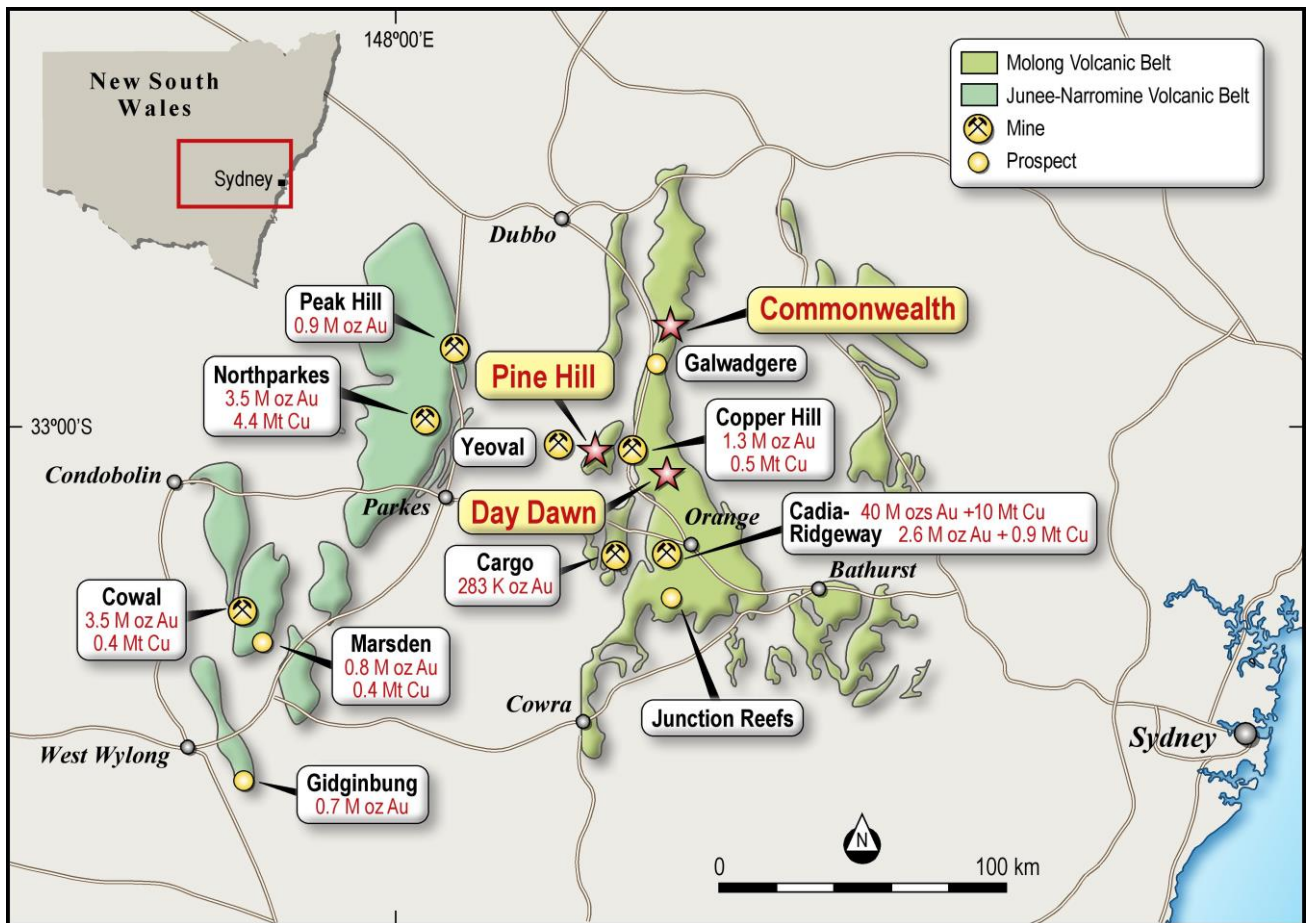 148º00'E
New South
Wales
Sydney
Molong Volcanic Belt
Junee-Narromine Volcanic Belt
Mine
Prospect
Dubbo
Peak Hill
0.9 M oz Au
Commonwealth
Galwadgere
Northparkes
3.5 M oz Au
4.4 Mt Cu
Pine Hill
33º00'S
Yeoval
Copper Hill
1.3 M oz Au
0.5 Mt Cu
Condobolin
Parkes
Day Dawn
Orange
Cadia- 40 M ozs Au +10 Mt Cu
Ridgeway 2.6 M oz Au + 0.9 Mt Cu
Cargo
283 K oz Au
Bathurst
Cowal
3.5 M oz Au
0.4 Mt Cu
Marsden
0.8 M oz Au
0.4 Mt Cu
Cowra
Junction Reefs
Sydney
West Wylong
Gidginbung
0.7 M oz Au
N
0 100 km